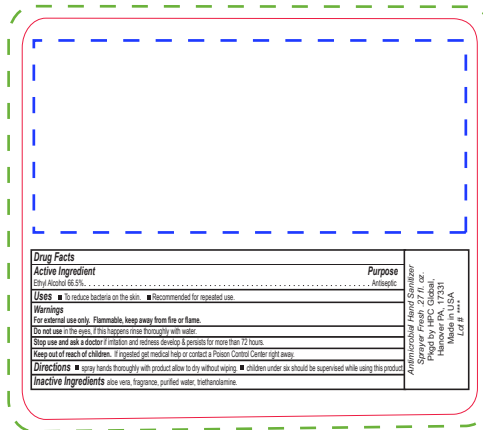 Drug Facts
Active Ingredient Purpose
Ethyl Alcohol 66.5%. . . . . . . . . . . . . . . . . . . . . . . . . . . . . . . . . . . . . . . . . . . . . . . . . . . . . . . . . . Antiseptic
Uses ■ To reduce bacteria on the skin. ■ Recommended for repeated use.
Warnings
For external use only. Flammable, keep away from fire or flame.
Do not use in the eyes, if this happens rinse thoroughly with water.
Stop use and ask a doctor if irritation and redness develop & persists for more than 72 hours.
Keep out of reach of children. If ingested get medical help or contact a Poison Control Center right away.
Directions ■ spray hands thoroughly with product allow to dry without wiping. ■ children under six should be supervised while using this product
Inactive Ingredients aloe vera, fragrance, purified water, triethanolamine.
Antimicrobial Hand Sanitizer
Sprayer Fresh .27 fl. oz.
Pkgd by HPC Global,
Hanover PA, 17331
Made in USA
Lot # ****